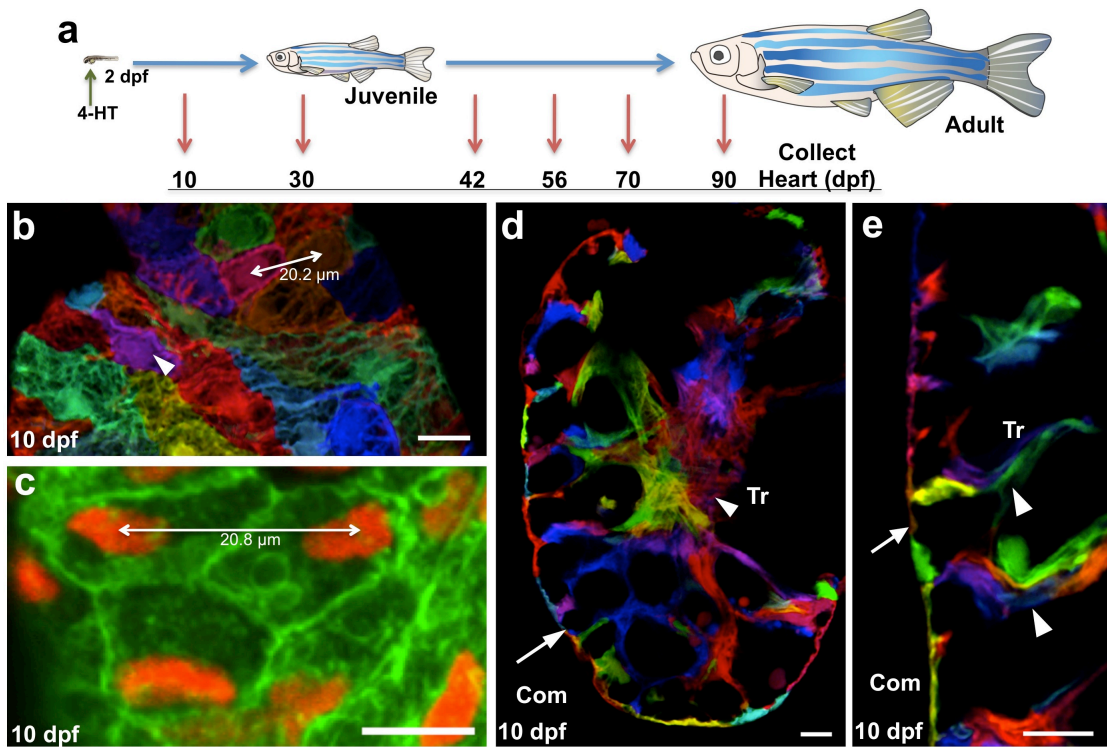 a
2 dpf
4-HT
Juvenile
Adult
Collect
10 30 42 56 70 90 Heart (dpf)
b
20.2 µm
10 dpf
c
20.8 µm
10 dpf
d
Tr
Com
10 dpf
e
Tr
Com
10 dpf